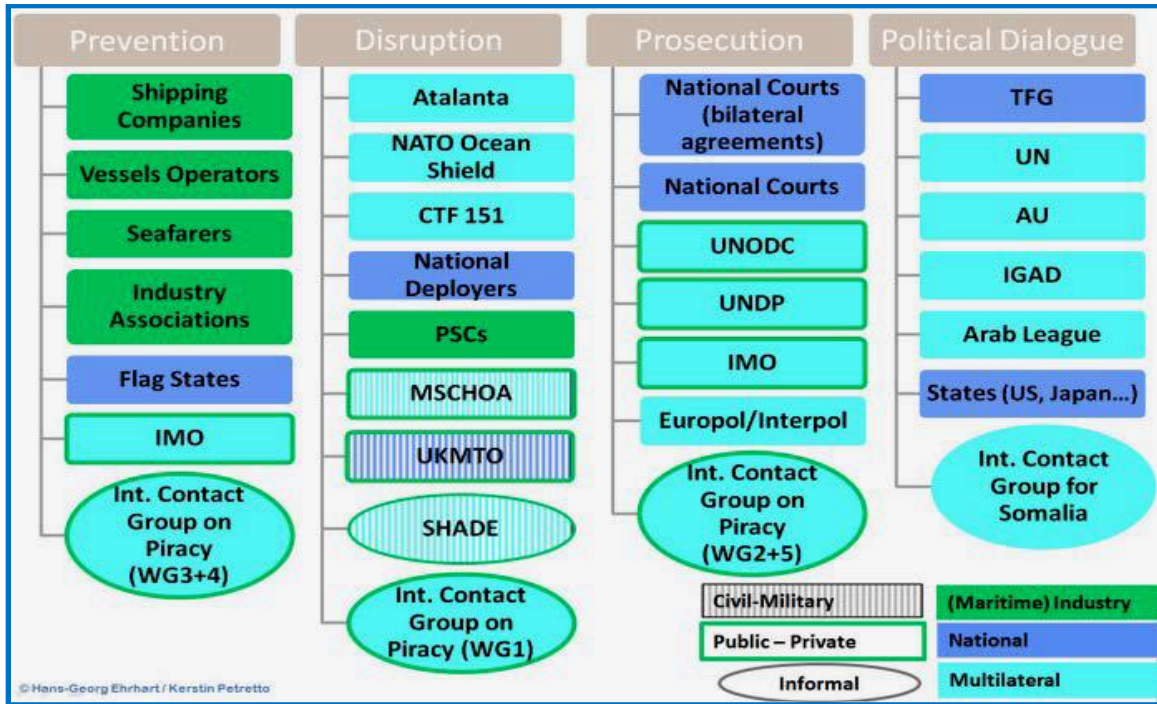 Prevention
Shipping
Companies
Vessels Operators
Seafarers
Industry
Associations
Flag States
IMO
Int. Contact
Group on
Piracy
(WG3+4)
Disruption
Atalanta
NATO Ocean
Shield
CTF 151
National
Deployers
PSCs
MSCHOA
UKMTO
SHADE
Int. Contact
Group on
Piracy (WG1)
Prosecution
National Courts
(bilateral
agreements)
National Courts
UNODC
UNDP
IMO
Europol/Interpol
Int. Contact
Group on
Piracy
(WG2+5)
Political Dialogue
TFG
UN
AU
IGAD
Arab League
States (US, Japan...)
Int. Contact
Group for
Somalia
Civil-Military
Public – Private
Informal
(Maritime) Industry
National
Multilateral
© Hans-Georg Ehrhart / Kerstin Petretto